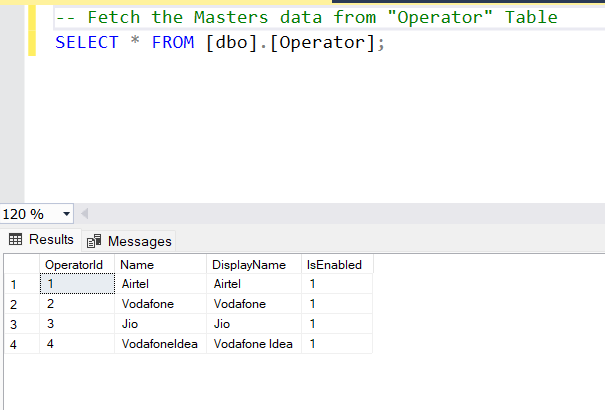 -- Fetch the Masters data from "Operator" Table
SELECT * FROM [dbo].[Operator];
120 %
Results Messages
OperatorId Name DisplayName IsEnabled
1 1 Airtel Airtel 1
2 2 Vodafone Vodafone 1
3 3 Jio Jio 1
4 4 VodafoneIdea Vodafone Idea 1